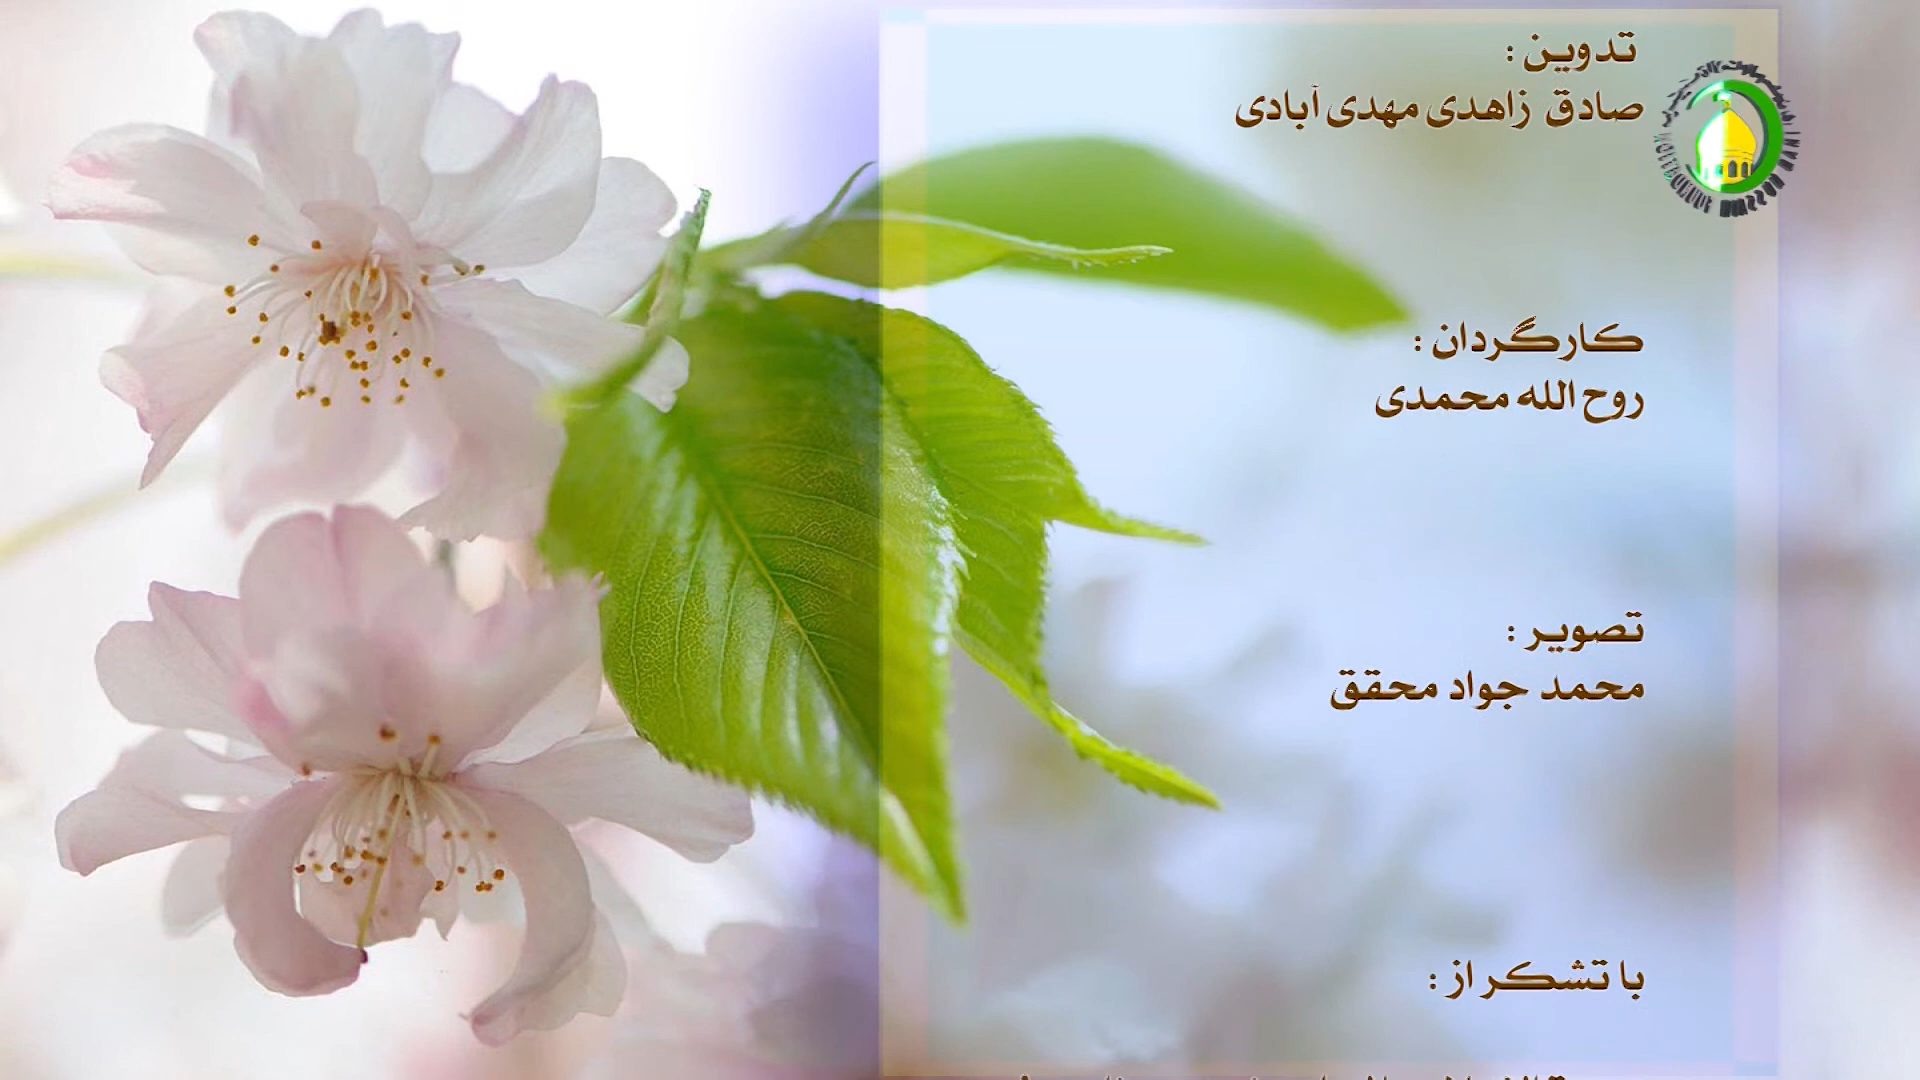 تدوین :
صادق زاهدی مهدی آبادی
کارگردان :
روح الله محمدی
تصویر :
محمد جواد محقق
با تشکر از :